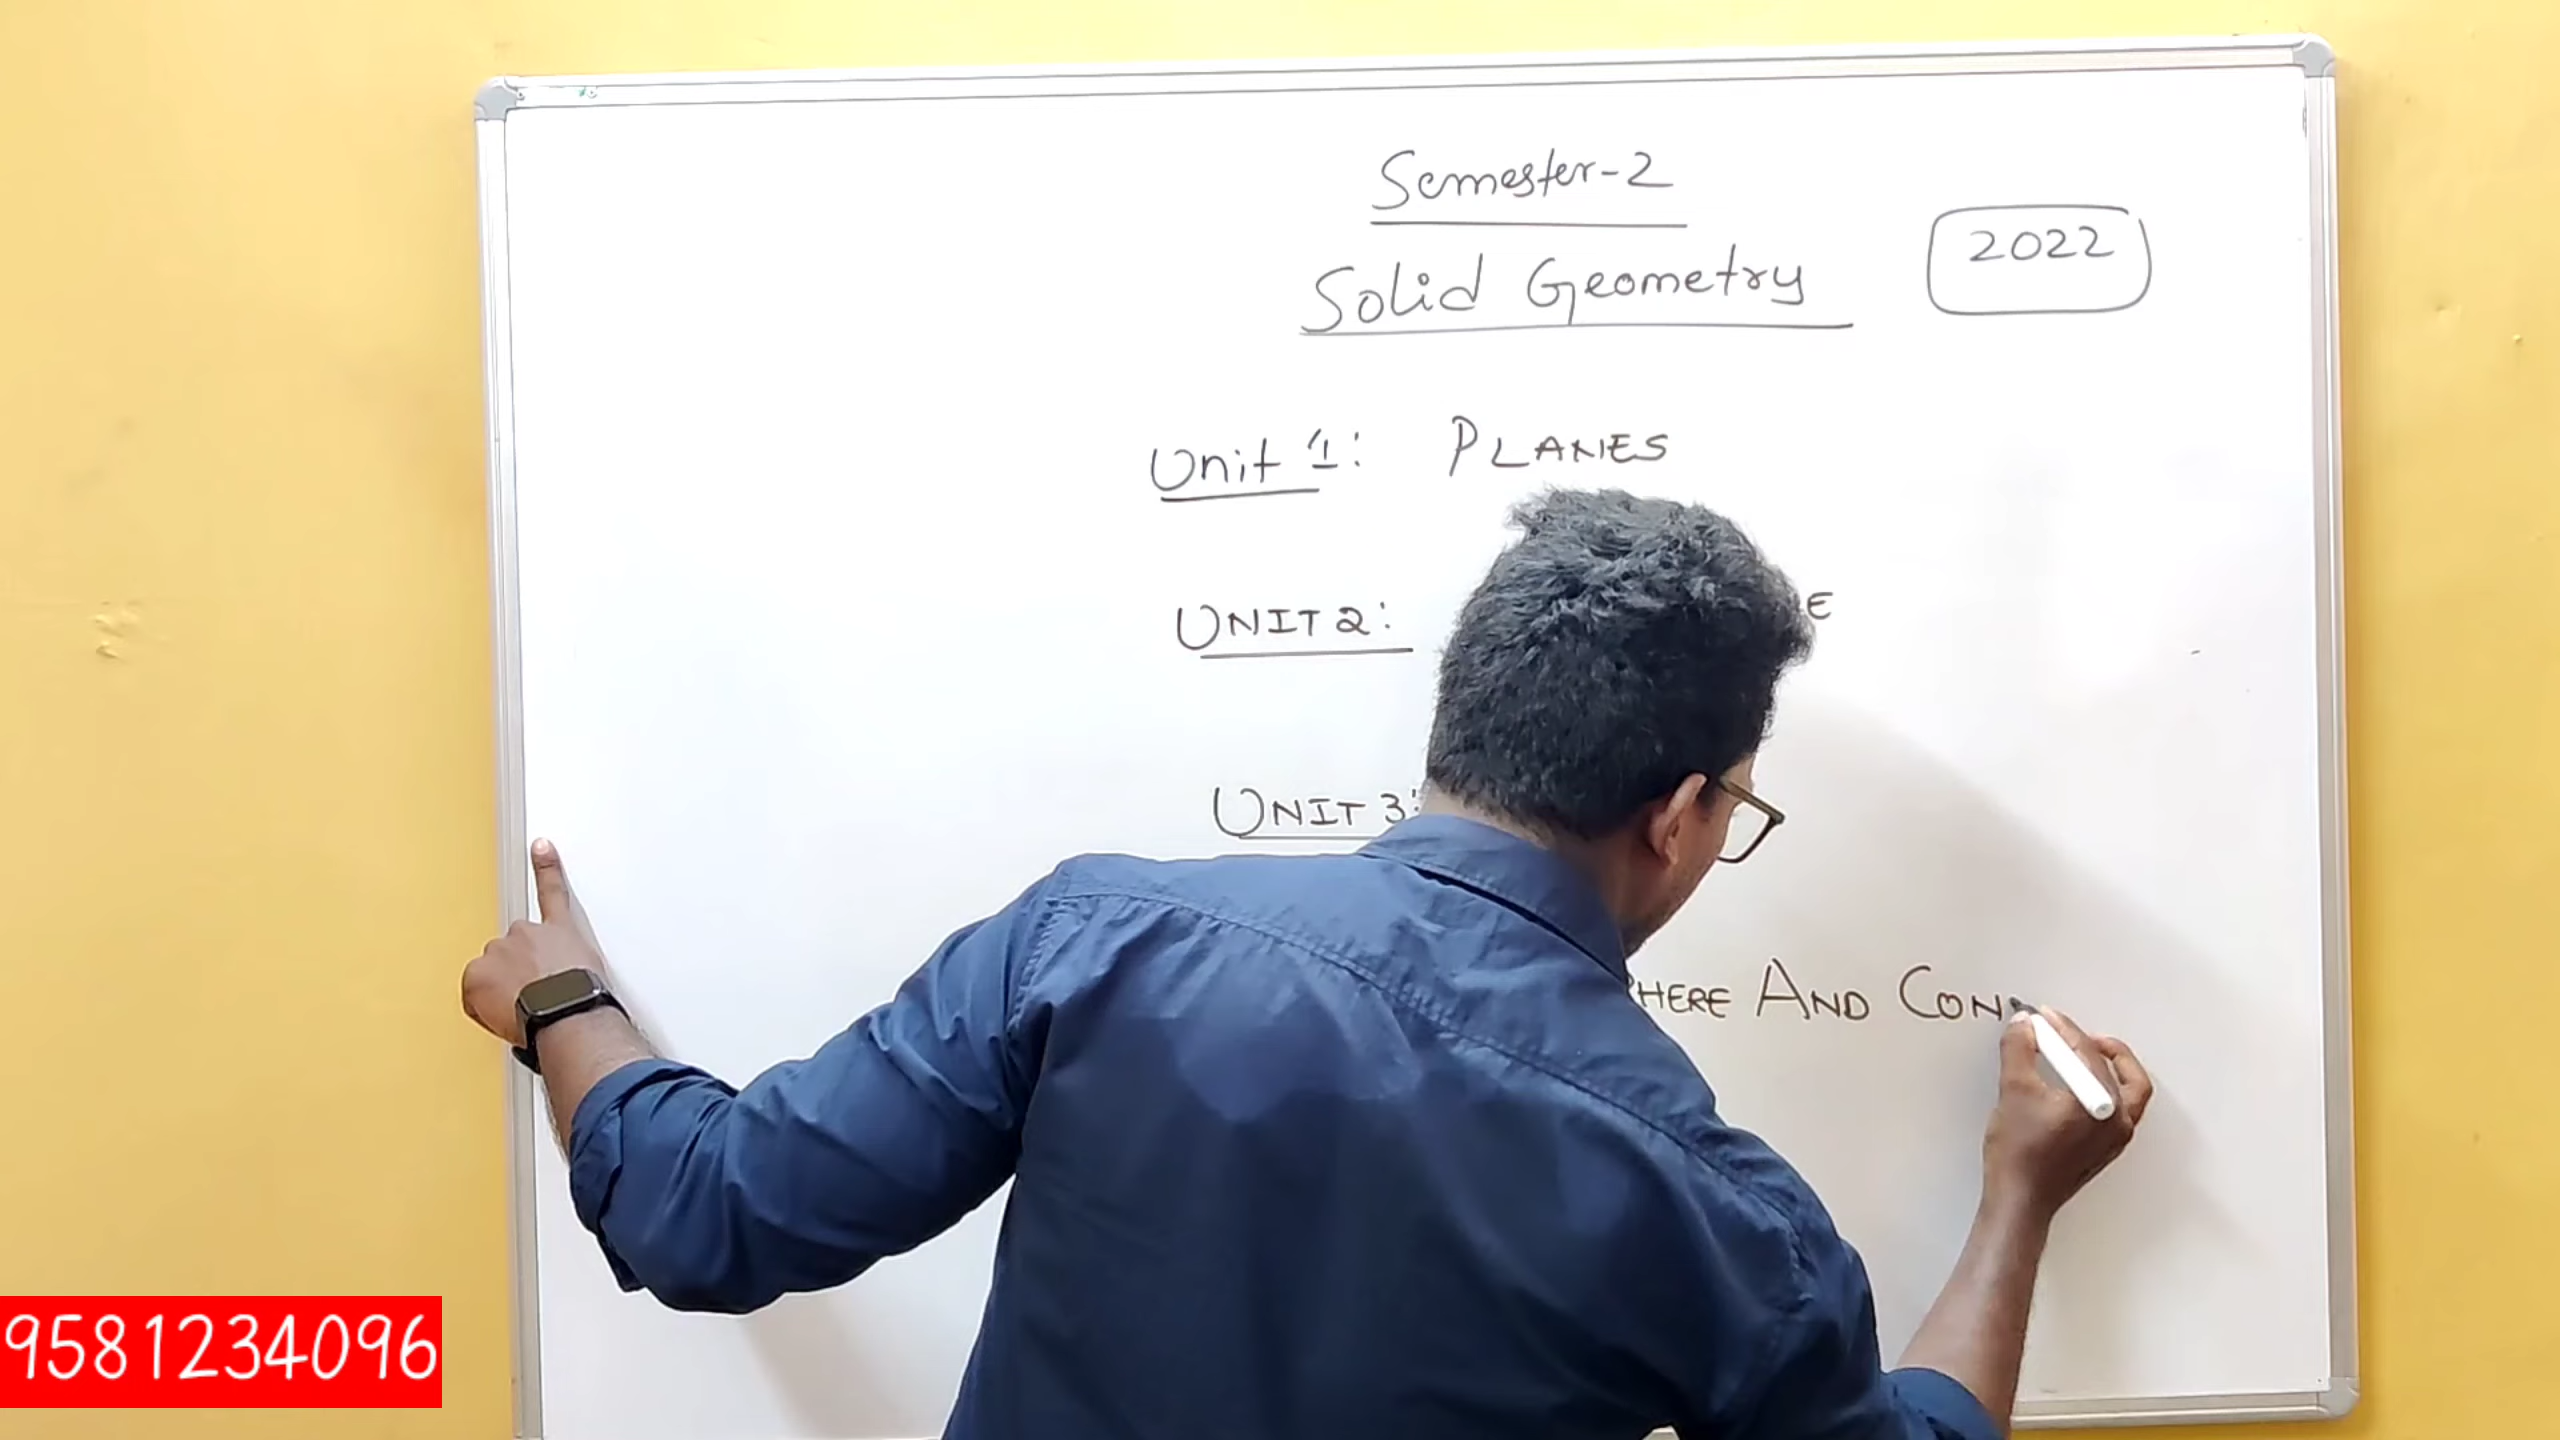 Semester-2
Solid Geometry
2022
Unit 1: PLANES
UNIT 2:
UNIT 3:
HERE AND CON
9581234096